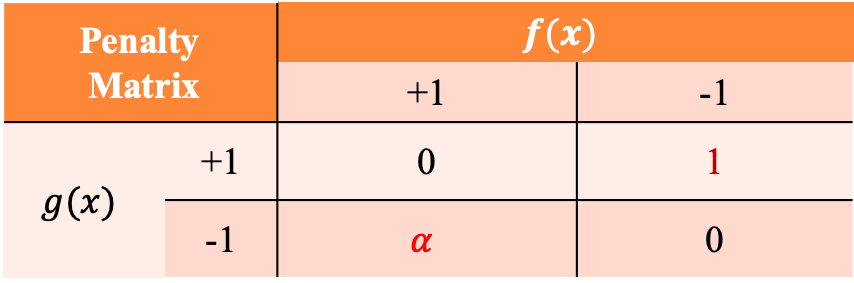 Penalty Matrix
f(x)
+1 -1
g(x)
+1 0 1
-1 α 0